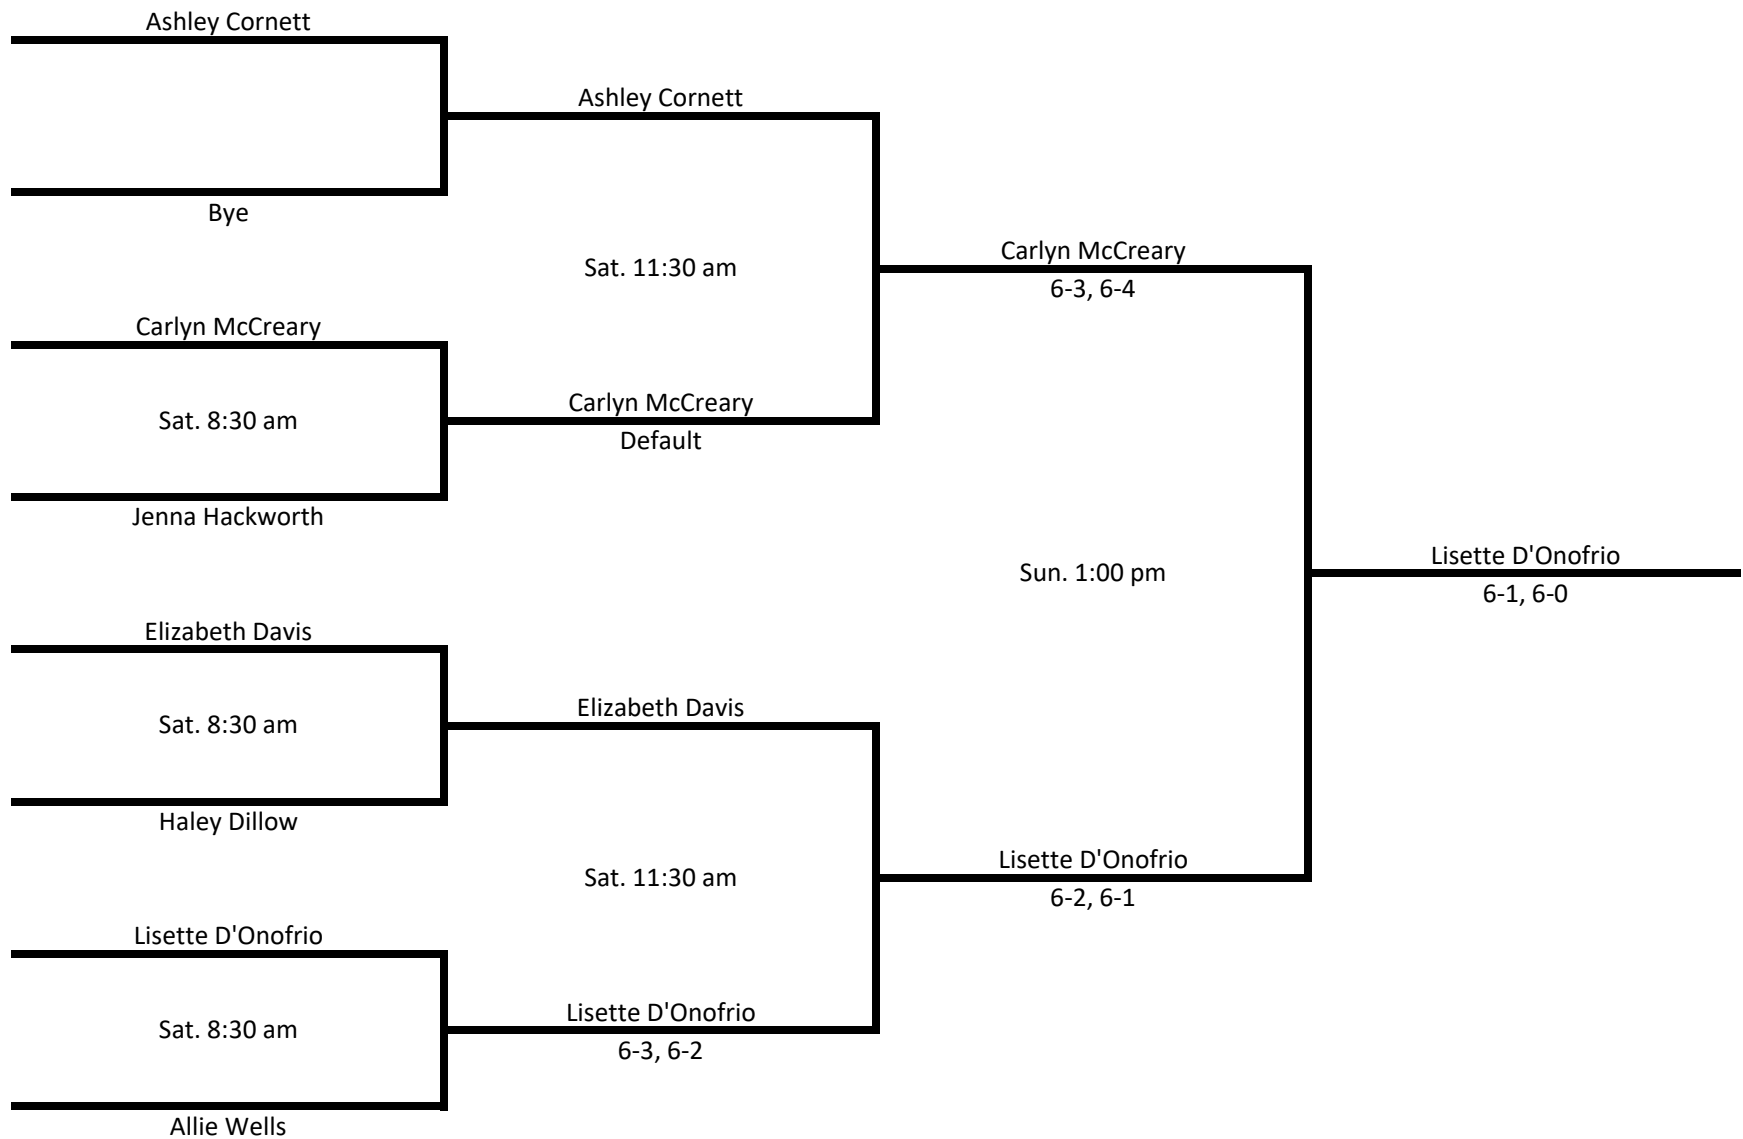 Ashley Cornett
Ashley Cornett
Bye
Carlyn McCreary
Sat. 11:30 am
6-3, 6-4
Carlyn McCreary
Carlyn McCreary
Sat. 8:30 am
Default
Jenna Hackworth
Lisette D'Onofrio
Sun. 1:00 pm
6-1, 6-0
Elizabeth Davis
Elizabeth Davis
Sat. 8:30 am
Haley Dillow
Lisette D'Onofrio
Sat. 11:30 am
6-2, 6-1
Lisette D'Onofrio
Lisette D'Onofrio
Sat. 8:30 am
6-3, 6-2
Allie Wells